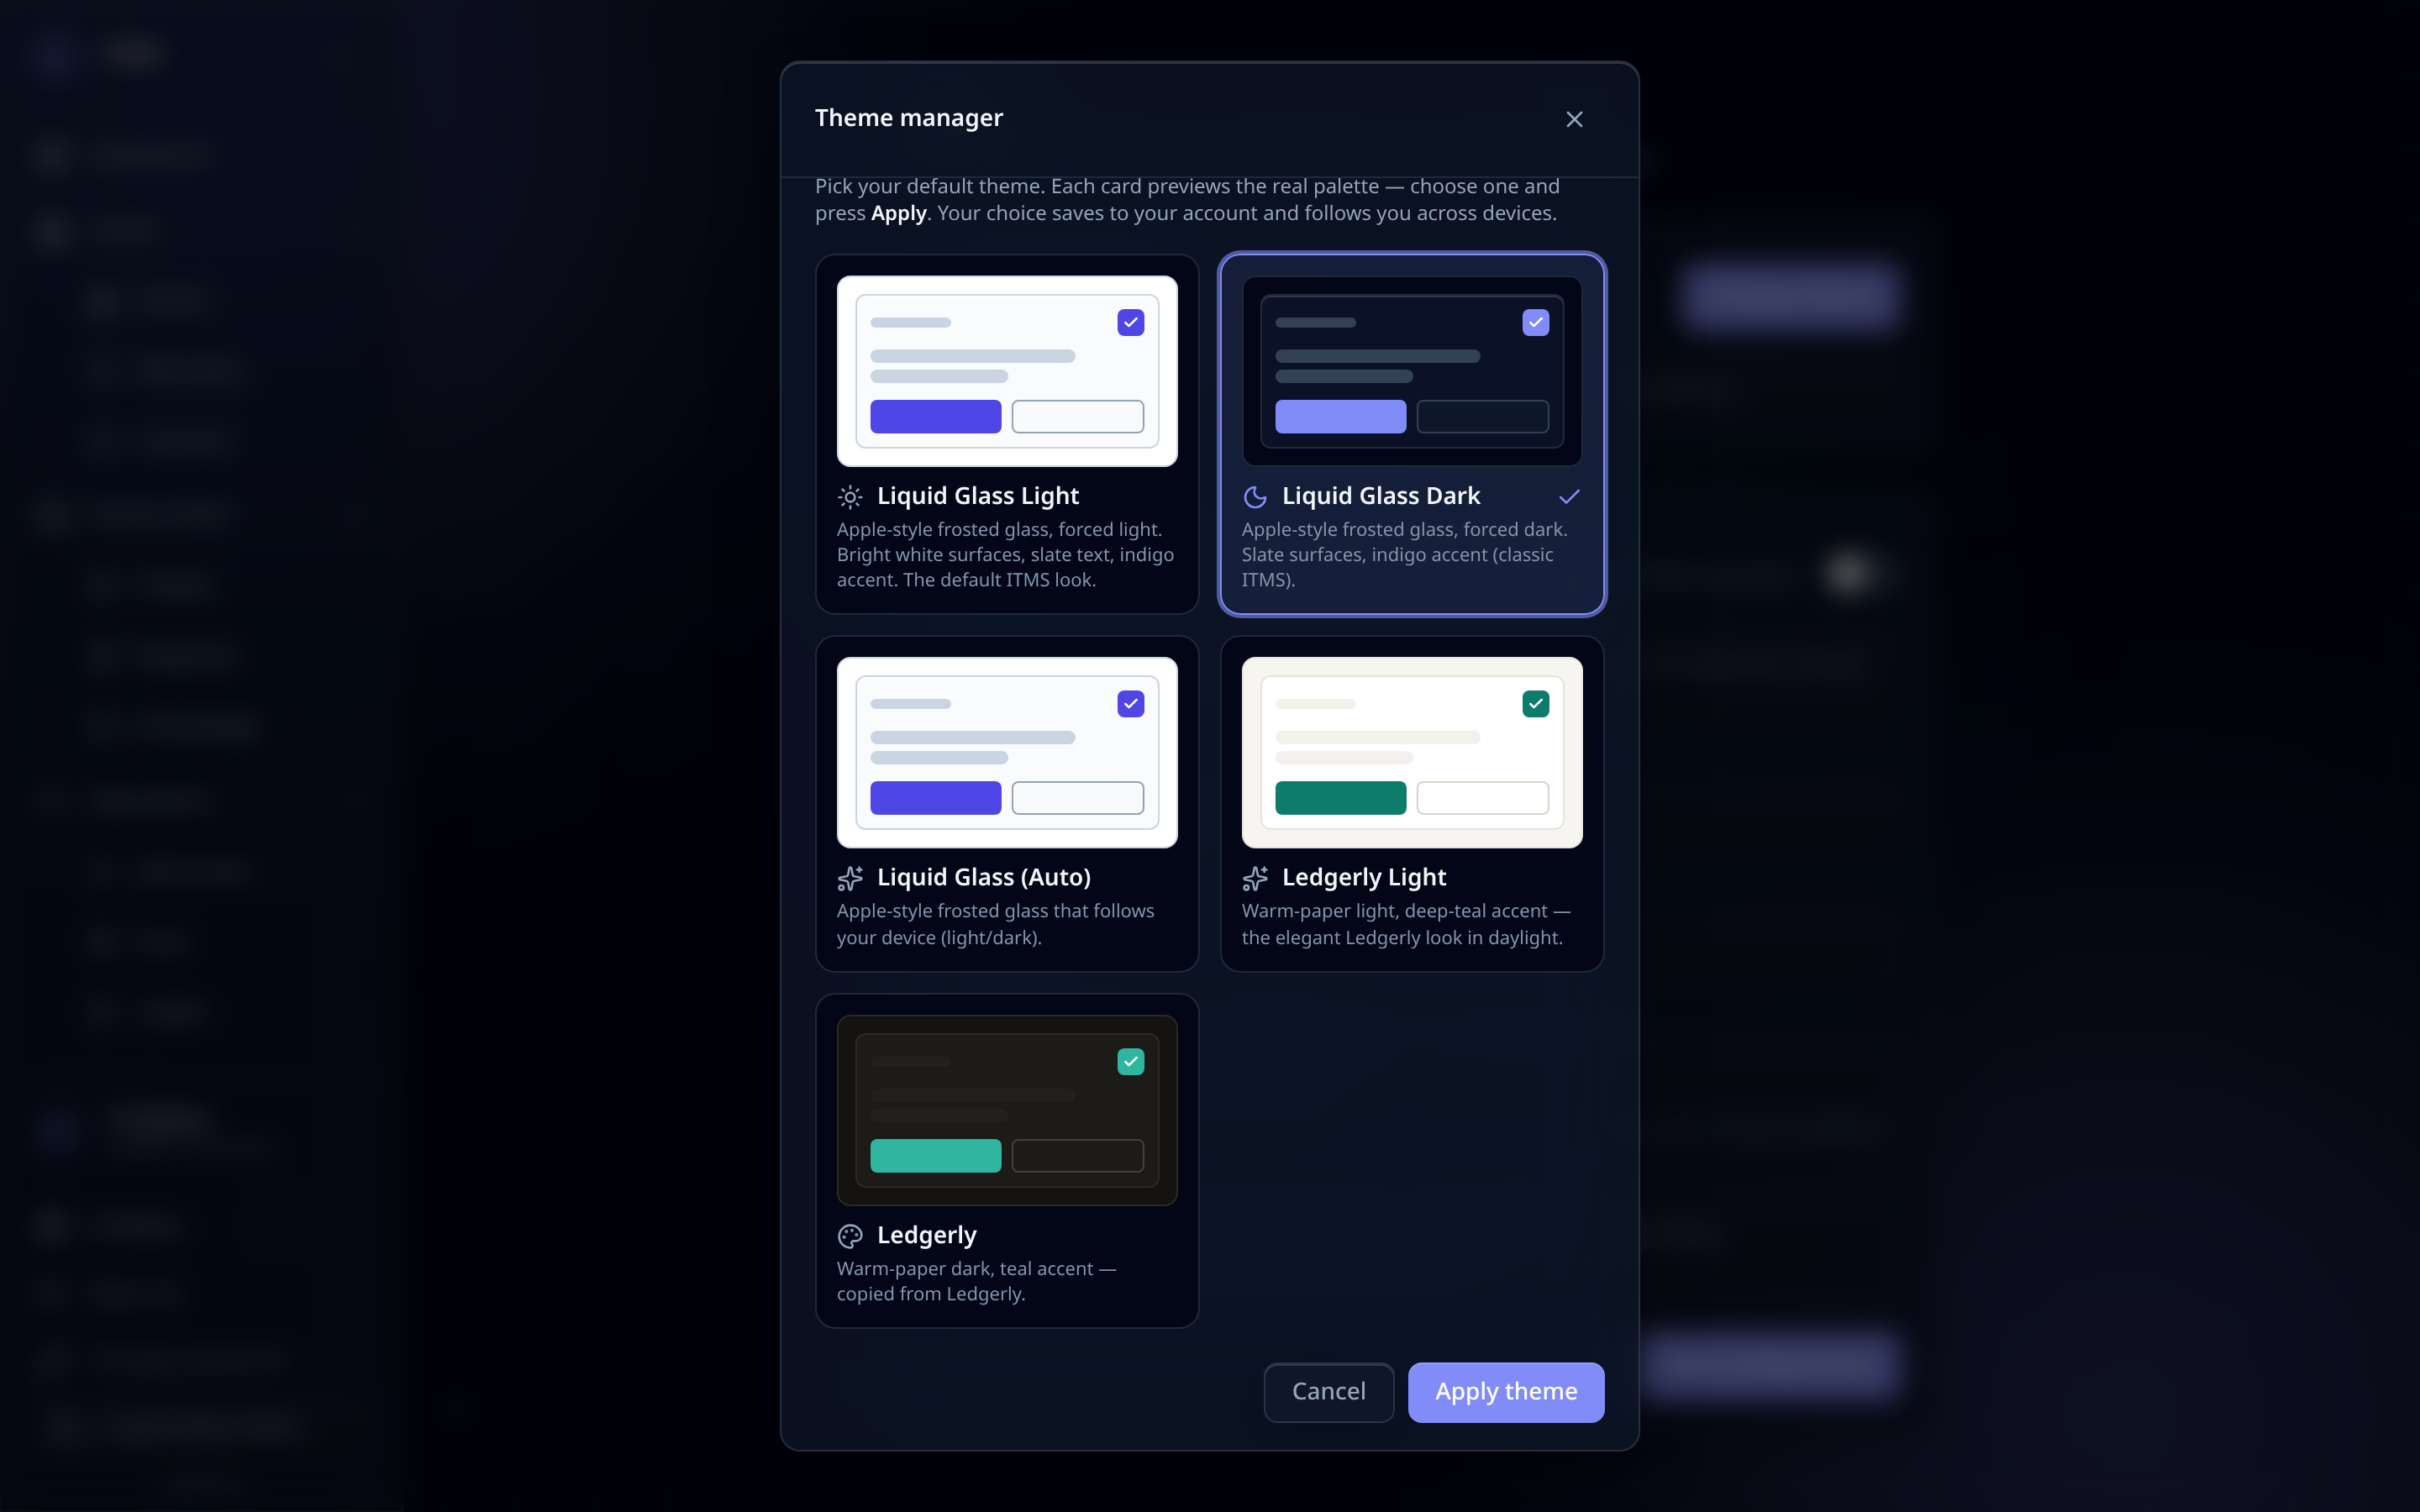 Theme manager
Pick your default theme. Each card previews the real palette — choose one and
press Apply. Your choice saves to your account and follows you across devices.
Liquid Glass Light
Apple-style frosted glass, forced light.
Bright white surfaces, slate text, indigo
accent. The default ITMS look.
Liquid Glass Dark
Apple-style frosted glass, forced dark.
Slate surfaces, indigo accent (classic
ITMS).
Liquid Glass (Auto)
Apple-style frosted glass that follows
your device (light/dark).
Ledgerly Light
Warm-paper light, deep-teal accent —
the elegant Ledgerly look in daylight.
Ledgerly
Warm-paper dark, teal accent —
copied from Ledgerly.
Cancel
Apply theme